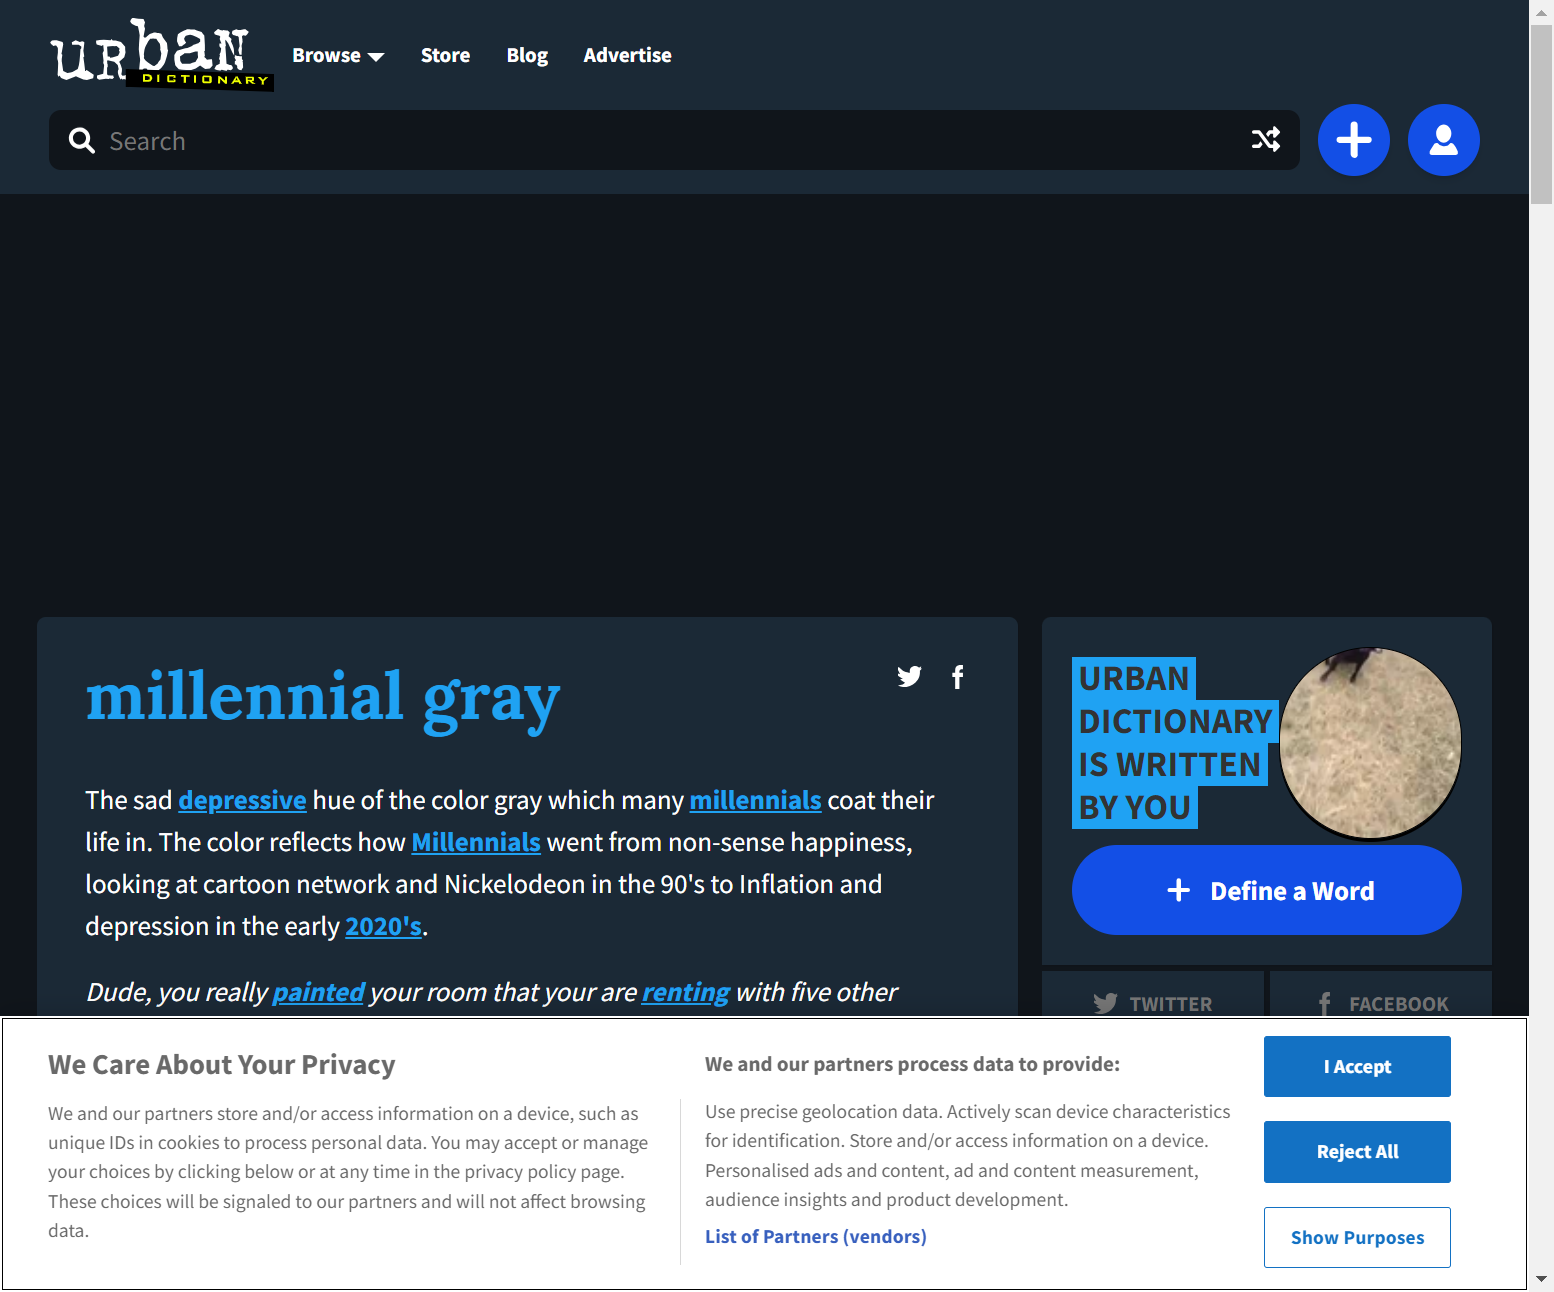 urban
DICTIONARY
Browse
Store
Blog
Advertise
Search
millennial gray
The sad depressive hue of the color gray which many millennials coat their
life in. The color reflects how Millennials went from non-sense happiness,
looking at cartoon network and Nickelodeon in the 90's to Inflation and
depression in the early 2020's.
Dude, you really painted your room that your are renting with five other
URBAN
DICTIONARY
IS WRITTEN
BY YOU
Define a Word
TWITTER
FACEBOOK
We Care About Your Privacy
We and our partners store and/or access information on a device, such as
unique IDs in cookies to process personal data. You may accept or manage
your choices by clicking below or at any time in the privacy policy page.
These choices will be signaled to our partners and will not affect browsing
data.
We and our partners process data to provide:
Use precise geolocation data. Actively scan device characteristics
for identification. Store and/or access information on a device.
Personalised ads and content, ad and content measurement,
audience insights and product development.
List of Partners (vendors)
I Accept
Reject All
Show Purposes